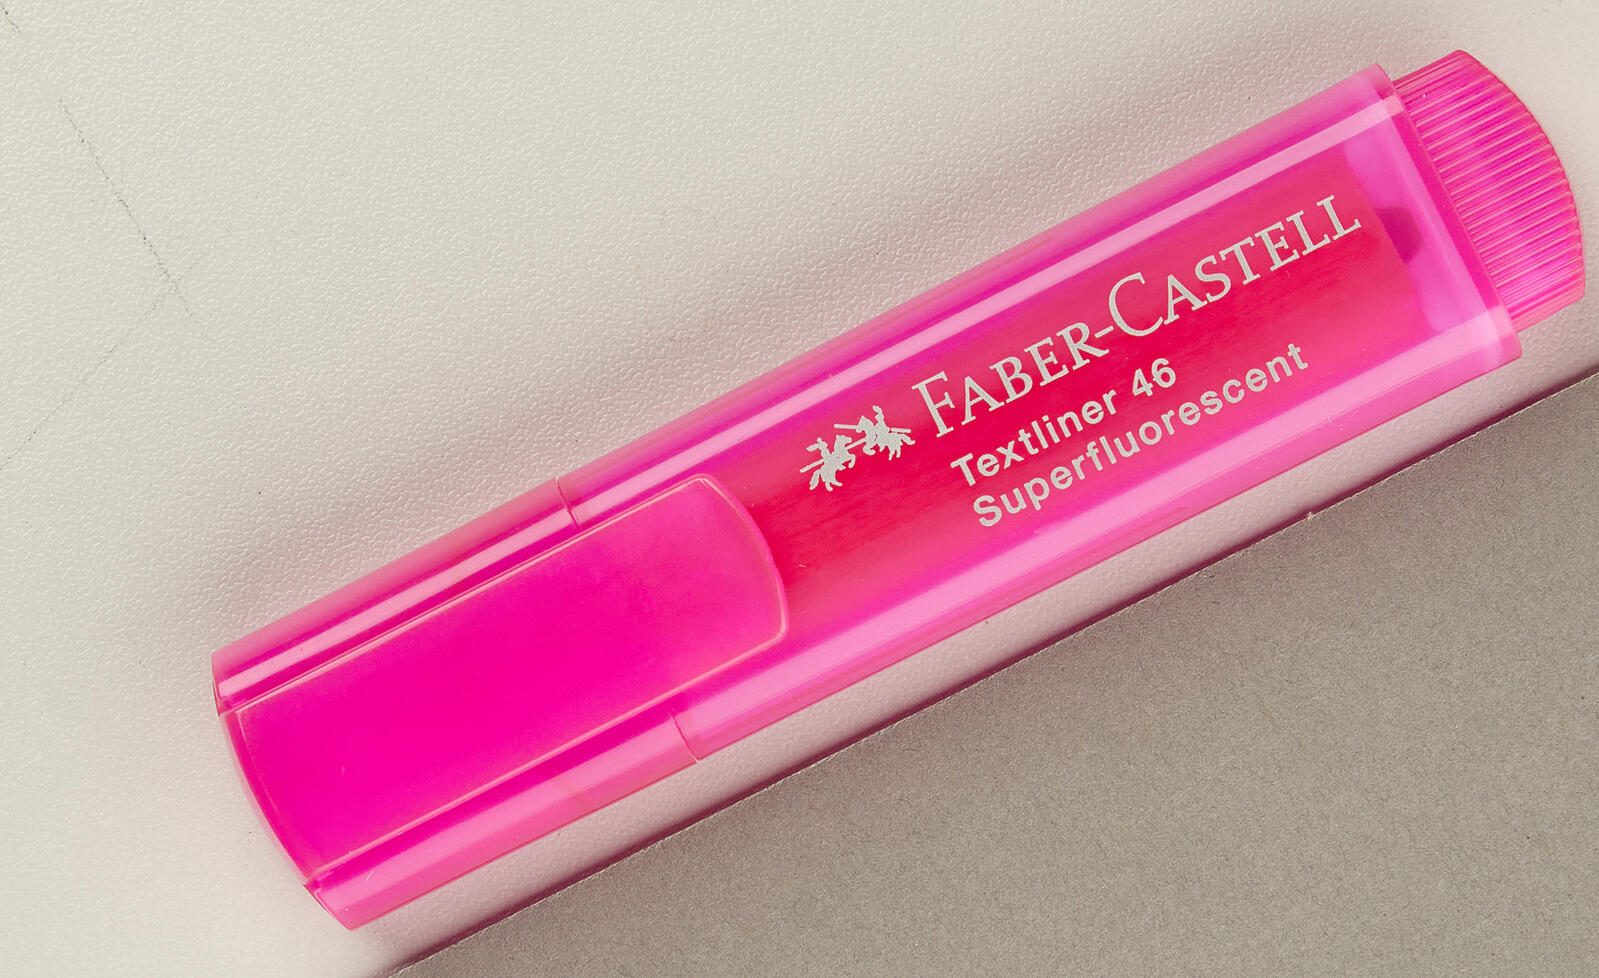 FABER-CASTELL
Textliner 46
Superfluorescent